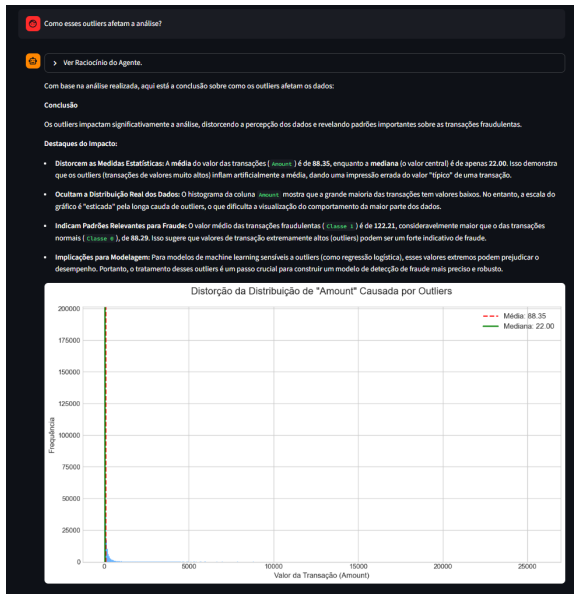 Como esses outliers afetam a análise?
Ver Raciocínio do Agente.
Com base na análise realizada, aqui está a conclusão sobre como os outliers afetam os dados:
Conclusão
Os outliers impactam significativamente a análise, distorcendo a percepção dos dados e revelando padrões importantes sobre as transações fraudulentas.
Destaques do Impacto:
• Distorcem as Medidas Estatísticas: A média do valor das transações ( Amount ) é de 88.35, enquanto a mediana (o valor central) é de apenas 22.00. Isso demonstra
que os outliers (transações de valores muito altos) inflam artificialmente a média, dando uma impressão errada do valor "típico" de uma transação.
• Ocultam a Distribuição Real dos Dados: O histograma da coluna Amount mostra que a grande maioria das transações tem valores baixos. No entanto, a escala do
gráfico é "esticada" pela longa cauda de outliers, o que dificulta a visualização do comportamento da maior parte dos dados.
• Indicam Padrões Relevantes para Fraude: O valor médio das transações fraudulentas ( Classe 1 ) é de 122,21, consideravelmente maior que o das transações
normais ( Classe 0 ), de 88.29. Isso sugere que valores de transação extremamente altos (outliers) podem ser um forte indicativo de fraude.
• Implicações para Modelagem: Para modelos de machine learning sensíveis a outliers (como regressão logística), esses valores extremos podem prejudicar o
desempenho. Portanto, o tratamento desses outliers é um passo crucial para construir um modelo de detecção de fraude mais preciso e robusto.
Distorção da Distribuição de "Amount" Causada por Outliers
Média: 88.35
Mediana: 22.00
200000
175000
150000
125000
100000
75000
50000
25000
0
Frequência
0 5000 10000 15000 20000 25000
Valor da Transação (Amount)